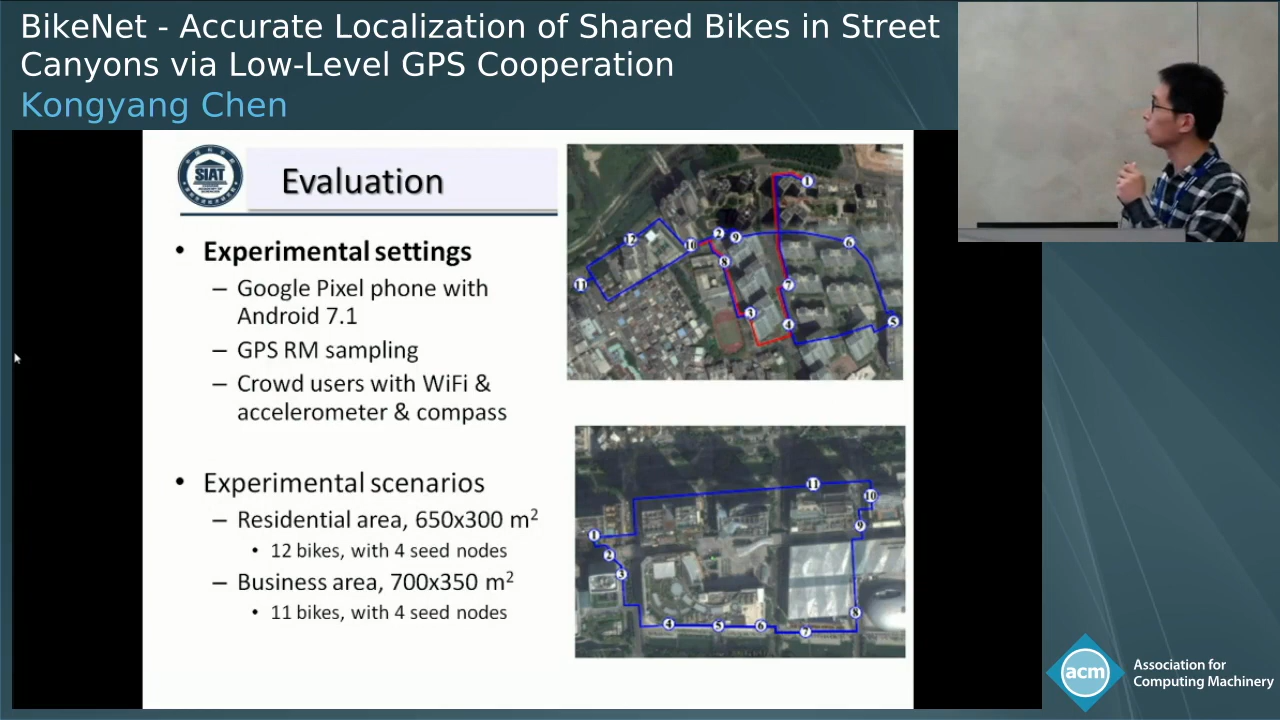 BikeNet - Accurate Localization of Shared Bikes in Street
Canyons via Low-Level GPS Cooperation
Kongyang Chen
SIAT
Evaluation
• Experimental settings
– Google Pixel phone with
Android 7.1
– GPS RM sampling
– Crowd users with WiFi &
accelerometer & compass
• Experimental scenarios
– Residential area, 650x300 m²
• 12 bikes, with 4 seed nodes
– Business area, 700x350 m²
• 11 bikes, with 4 seed nodes
1
12
10
2
9
6
8
11
7
3
4
5
11
10
9
1
2
3
8
4
5
6
7
acm
Association for
Computing Machinery